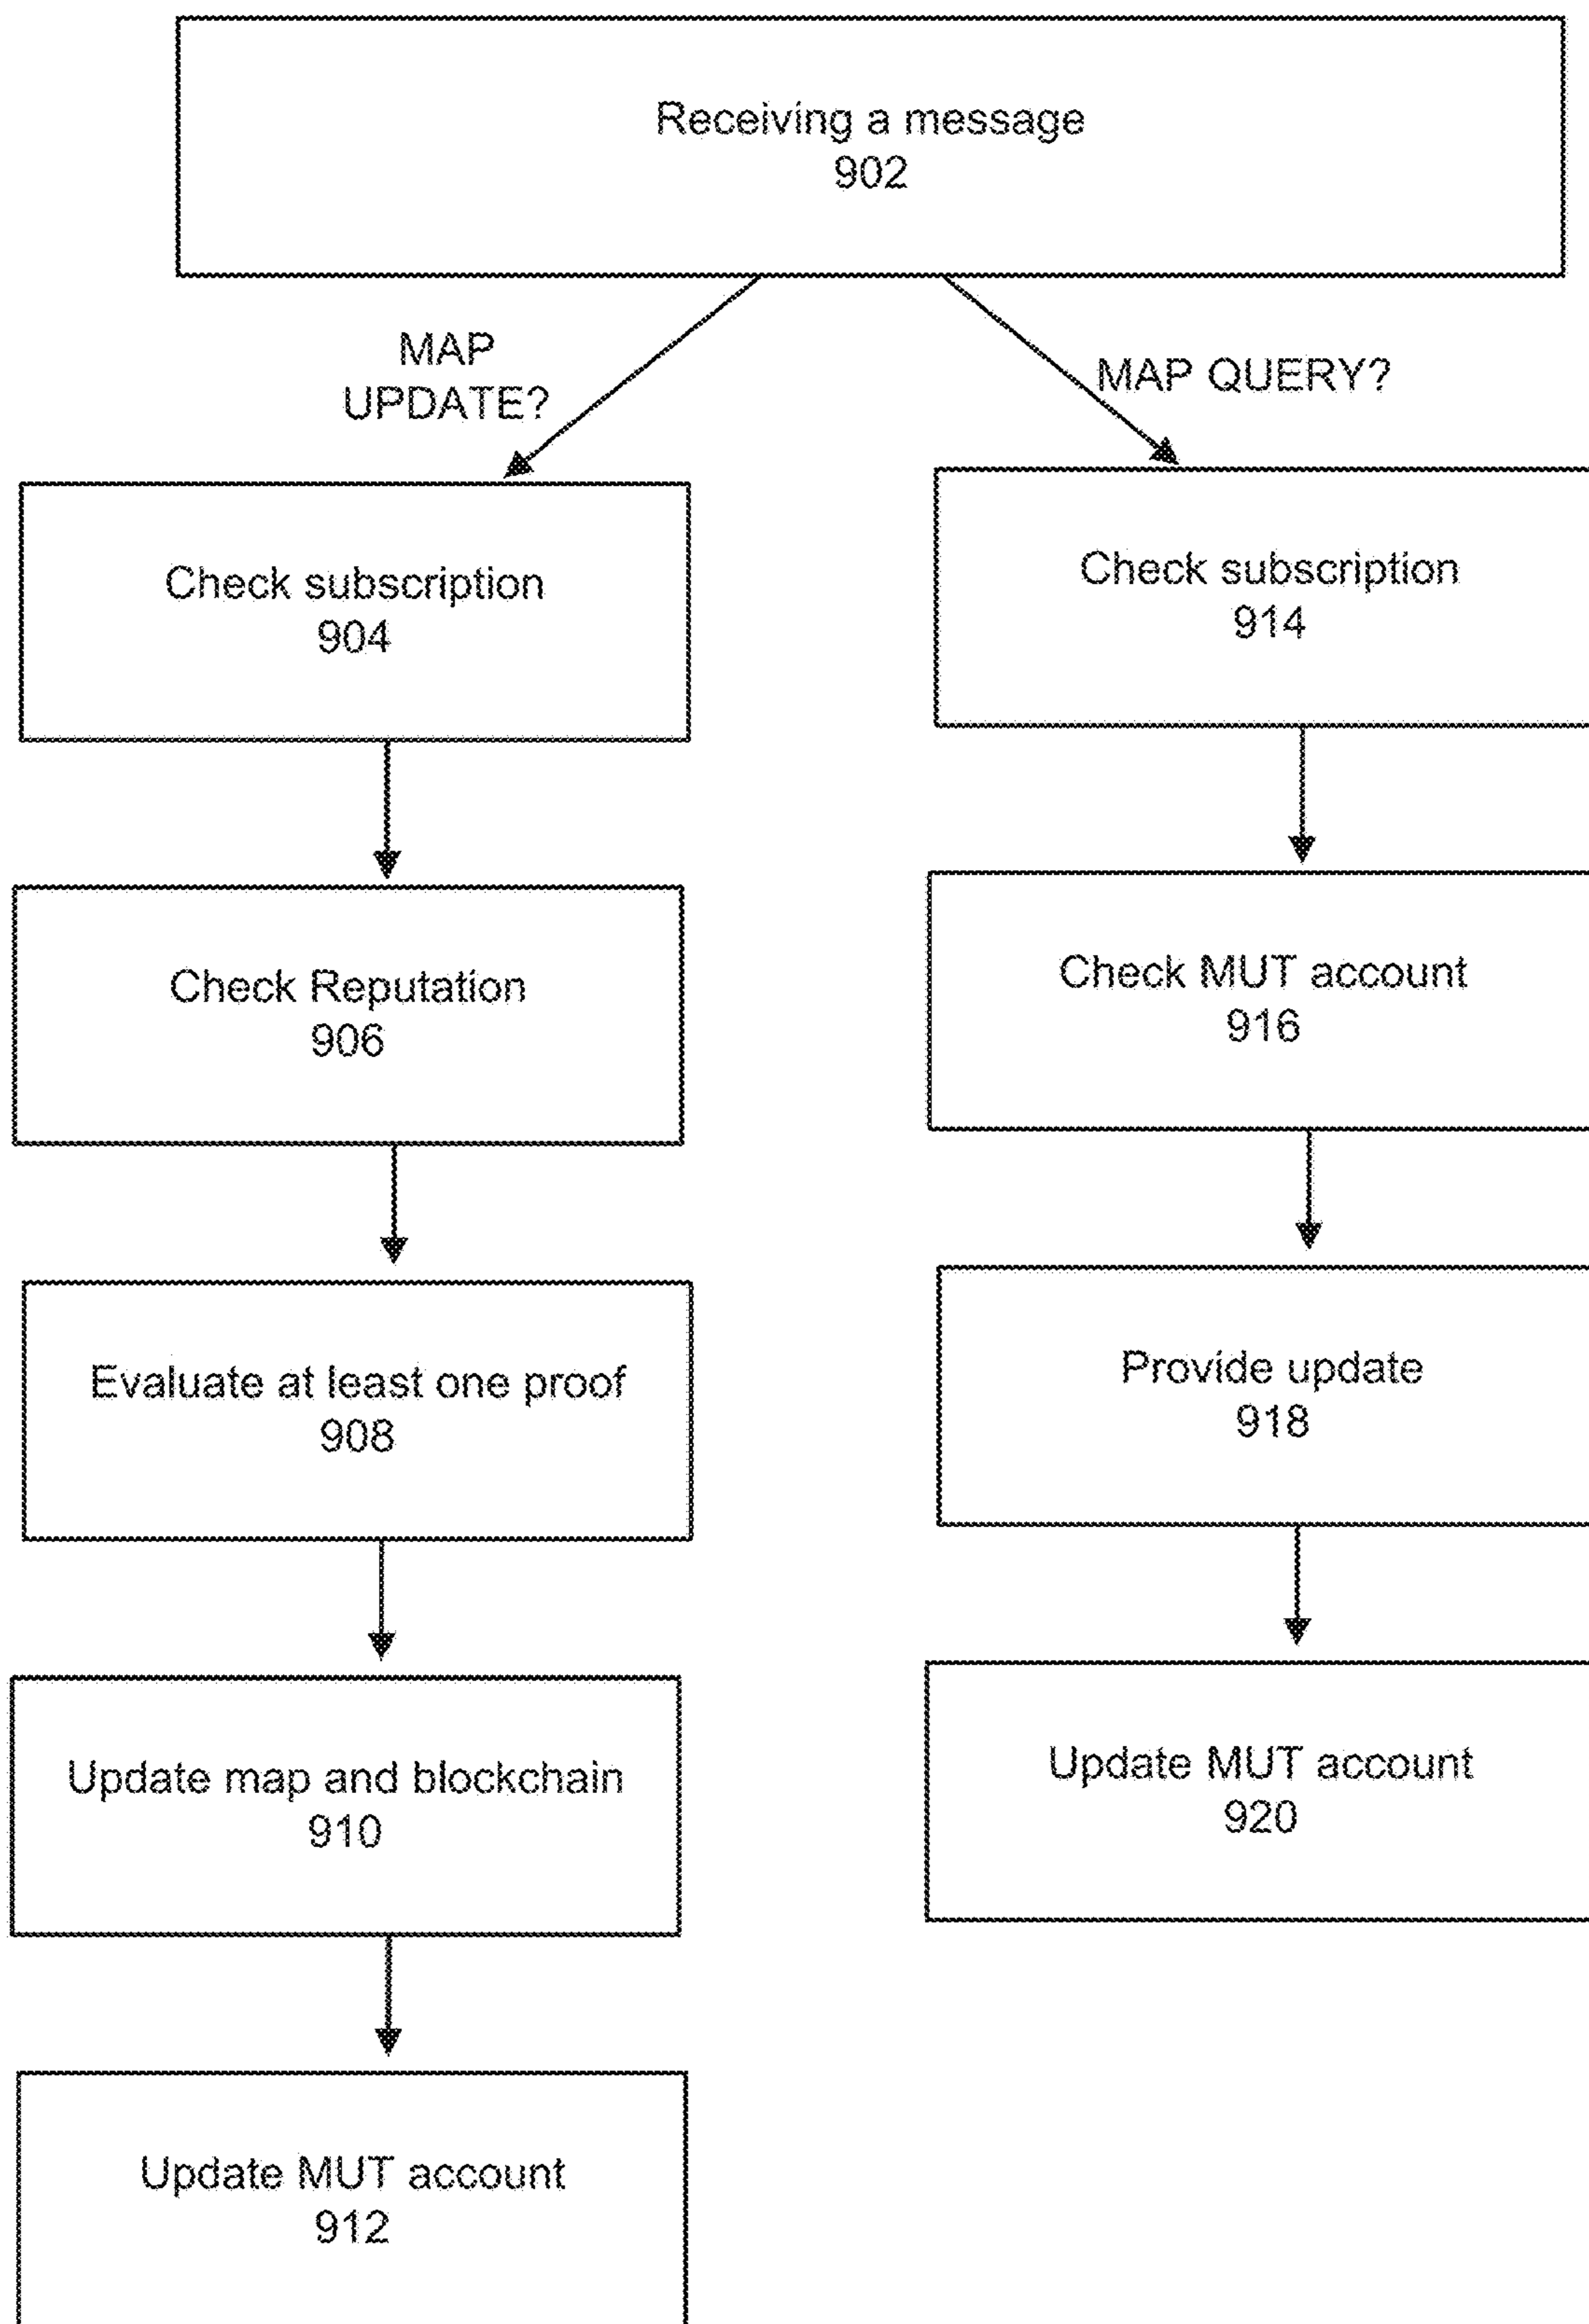 Receiving a message
902
MAP
UPDATE?
MAP QUERY?
Check subscription
904
Check subscription
914
Check Reputation
906
Check MUT account
916
Evaluate at least one proof
908
Provide update
918
Update map and blockchain
910
Update MUT account
920
Update MUT account
912